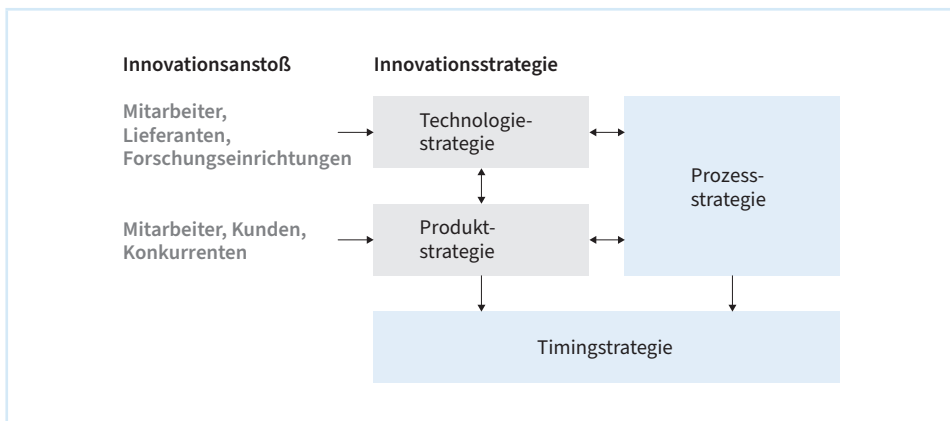 Innovationsanstoß
Innovationsstrategie
Mitarbeiter,
Lieferanten,
Forschungseinrichtungen
Technologie-
strategie
Prozess-
strategie
Mitarbeiter, Kunden,
Konkurrenten
Produkt-
strategie
Timingstrategie